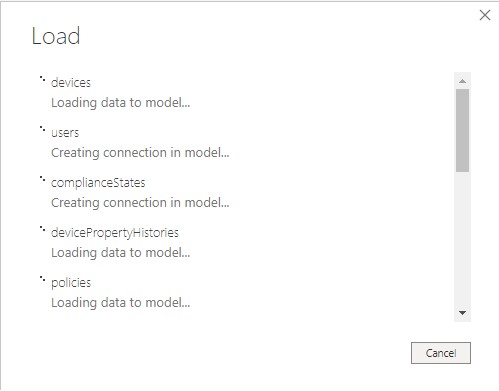 Load
devices
Loading data to model...
users
Creating connection in model...
complianceStates
Creating connection in model...
devicePropertyHistories
Loading data to model...
policies
Loading data to model...
Cancel